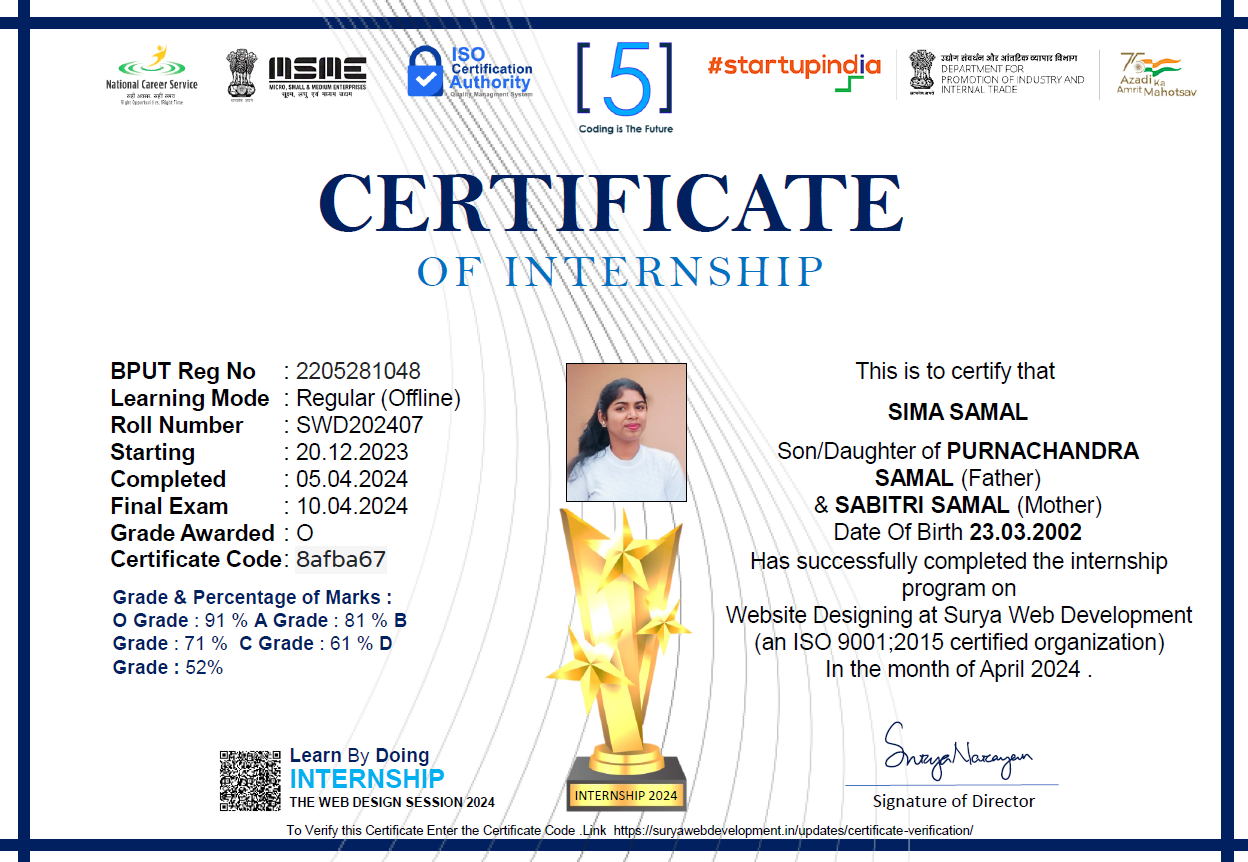 National Career Service
MSME
MICRO, SMALL & MEDIUM ENTERPRISES
सूक्ष्म, लघु एवं मध्यम उद्यम
ISO
Certification
Authority
A Quality Managment System
[5]
Coding is The Future
#startupindia
उद्योग संवर्धन और आंतरिक व्यापार विभाग
DEPARTMENT FOR
PROMOTION OF INDUSTRY AND
INTERNAL TRADE
75
Azadi Ka
Amrit Mahotsav
CERTIFICATE
OF INTERNSHIP
BPUT Reg No : 2205281048
Learning Mode : Regular (Offline)
Roll Number : SWD202407
Starting : 20.12.2023
Completed : 05.04.2024
Final Exam : 10.04.2024
Grade Awarded : O
Certificate Code: 8afba67
Grade & Percentage of Marks :
O Grade : 91 % A Grade : 81 % B
Grade : 71 % C Grade : 61 % D
Grade : 52%
This is to certify that
SIMA SAMAL
Son/Daughter of PURNACHANDRA
SAMAL (Father)
& SABITRI SAMAL (Mother)
Date Of Birth 23.03.2002
Has successfully completed the internship
program on
Website Designing at Surya Web Development
(an ISO 9001;2015 certified organization)
In the month of April 2024 .
Learn By Doing
INTERNSHIP
THE WEB DESIGN SESSION 2024
INTERNSHIP 2024
Surya Narayan
Signature of Director
To Verify this Certificate Enter the Certificate Code .Link https://suryawebdevelopment.in/updates/certificate-verification/